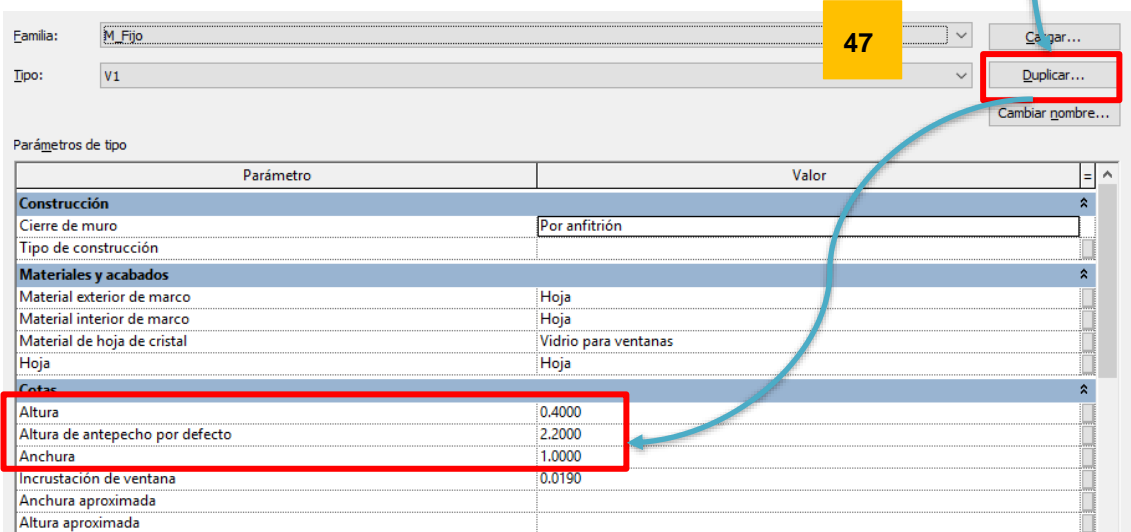 Familia: M_Fijo 47 Cargar...
Tipo: V1 Duplicar...
Cambiar nombre...
Parámetros de tipo
Parámetro Valor =
Construcción
Cierre de muro Por anfitrión
Tipo de construcción
Materiales y acabados
Material exterior de marco Hoja
Material interior de marco Hoja
Material de hoja de cristal Vidrio para ventanas
Hoja Hoja
Cotas
Altura 0.4000
Altura de antepecho por defecto 2.2000
Anchura 1.0000
Incrustación de ventana 0.0190
Anchura aproximada
Altura aproximada